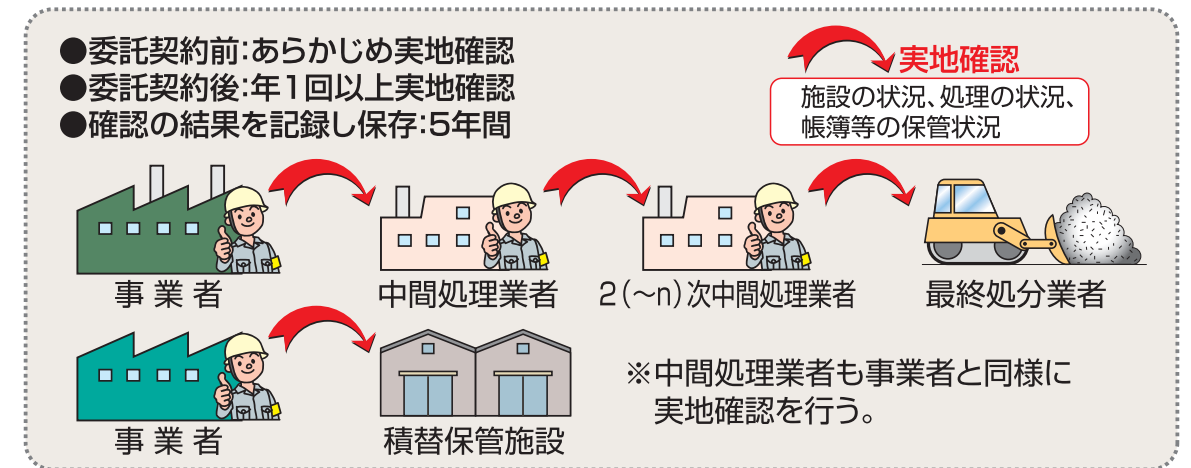 ●委託契約前：あらかじめ実地確認
●委託契約後：年1回以上実地確認
●確認の結果を記録し保存：5年間
実地確認
施設の状況、処理の状況、
帳簿等の保管状況
事業者
中間処理業者
2（～n）次中間処理業者
最終処分業者
事業者
積替保管施設
※中間処理業者も事業者と同様に
実地確認を行う。